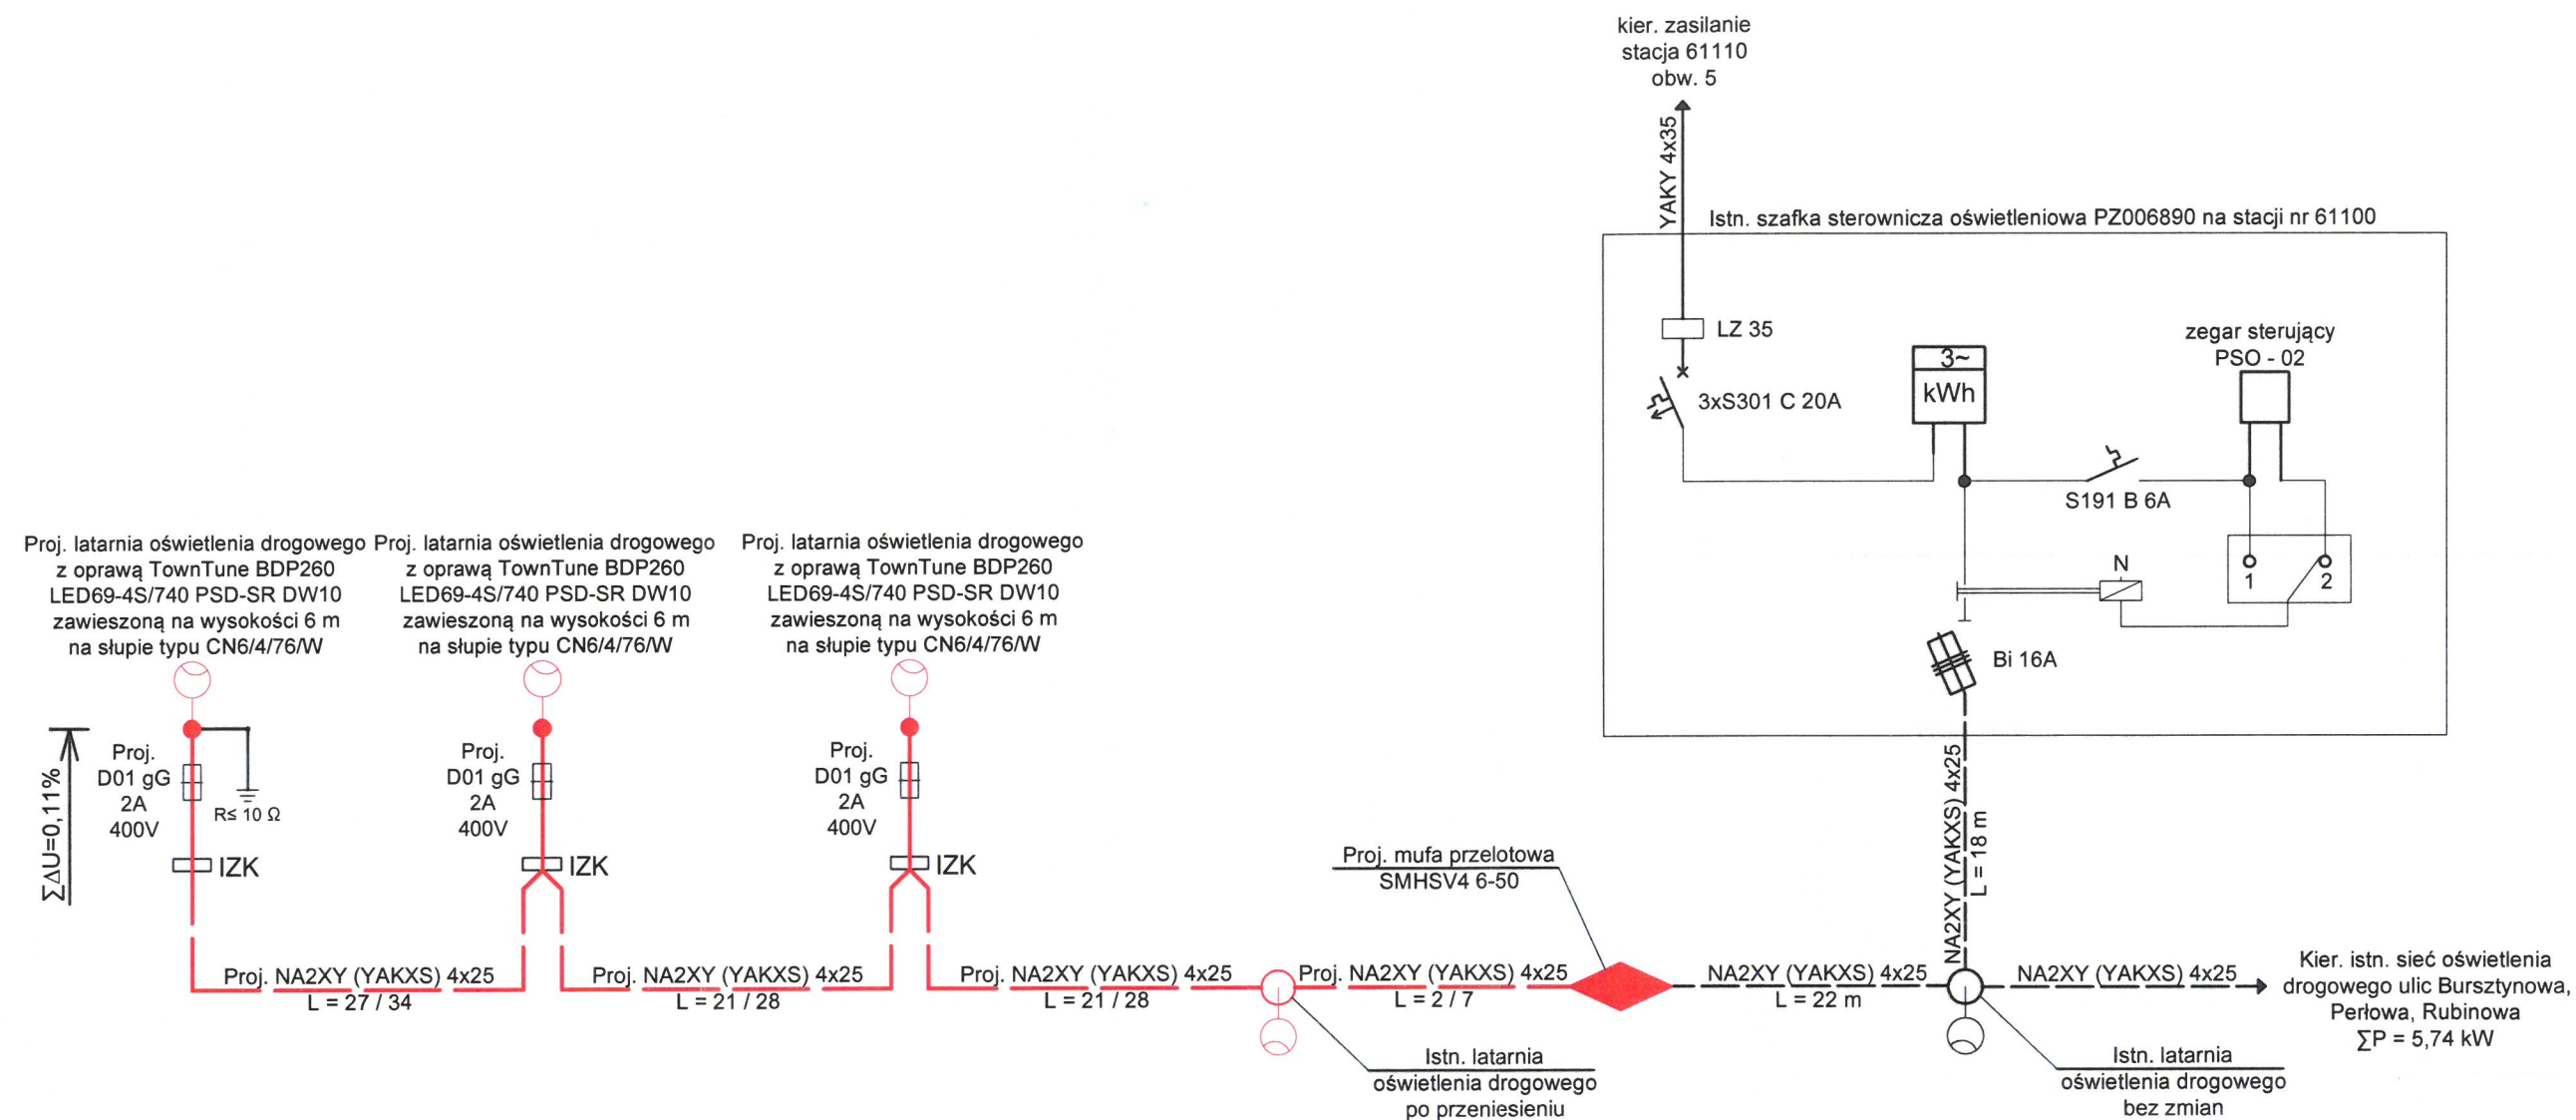 kier. zasilanie
stacja 61110
obw. 5
YAKY 4x35
Istn. szafka sterownicza oświetleniowa PZ006890 na stacji nr 61100
LZ 35
3xS301 C 20A
3~
kWh
zegar sterujący
PSO - 02
S191 B 6A
N
1
2
Bi 16A
NA2XY (YAKXS) 4x25
L = 18 m
Proj. latarnia oświetlenia drogowego
z oprawą TownTune BDP260
LED69-4S/740 PSD-SR DW10
zawieszoną na wysokości 6 m
na słupie typu CN6/4/76/W
Proj. latarnia oświetlenia drogowego
z oprawą TownTune BDP260
LED69-4S/740 PSD-SR DW10
zawieszoną na wysokości 6 m
na słupie typu CN6/4/76/W
Proj. latarnia oświetlenia drogowego
z oprawą TownTune BDP260
LED69-4S/740 PSD-SR DW10
zawieszoną na wysokości 6 m
na słupie typu CN6/4/76/W
∑ΔU=0,11%
Proj.
D01 gG
2A
400V
R≤ 10 Ω
IZK
Proj.
D01 gG
2A
400V
IZK
Proj.
D01 gG
2A
400V
IZK
Proj. mufa przelotowa
SMHSV4 6-50
Proj. NA2XY (YAKXS) 4x25
L = 27 / 34
Proj. NA2XY (YAKXS) 4x25
L = 21 / 28
Proj. NA2XY (YAKXS) 4x25
L = 21 / 28
Proj. NA2XY (YAKXS) 4x25
L = 2 / 7
NA2XY (YAKXS) 4x25
L = 22 m
NA2XY (YAKXS) 4x25
Kier. istn. sieć oświetlenia
drogowego ulic Bursztynowa,
Perłowa, Rubinowa
∑P = 5,74 kW
Istn. latarnia
oświetlenia drogowego
po przeniesieniu
Istn. latarnia
oświetlenia drogowego
bez zmian